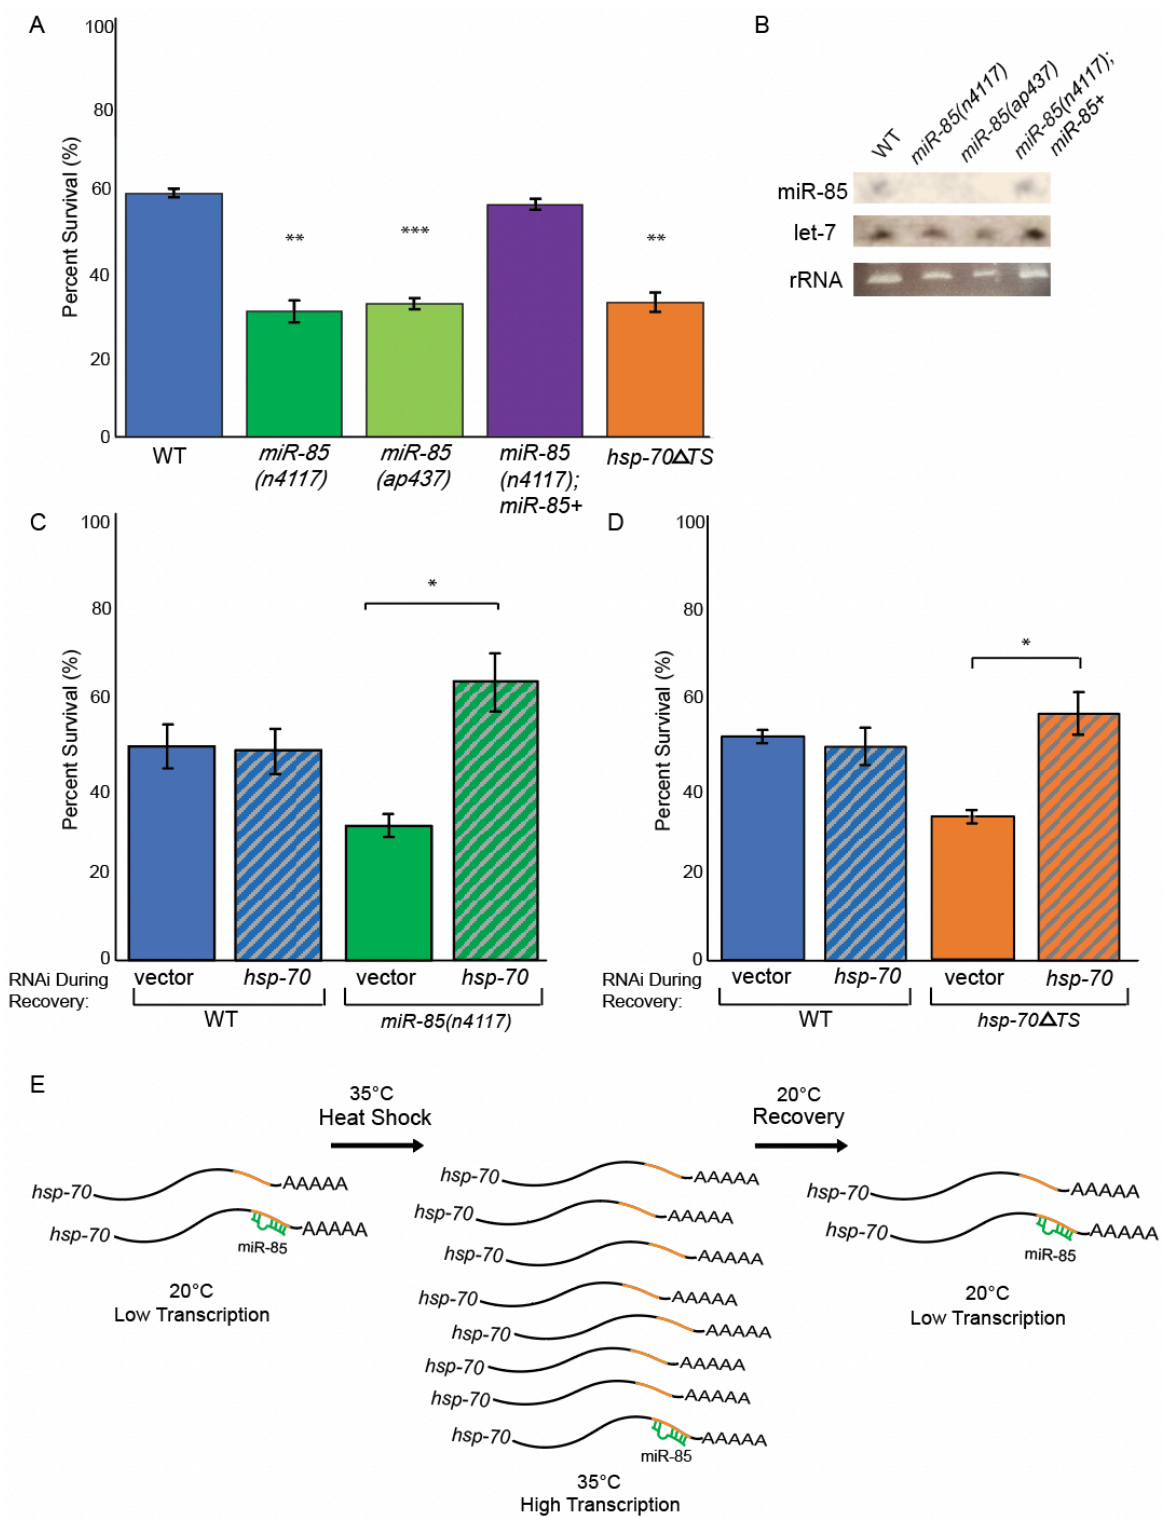 A
100
80
60
40
20
0
Percent Survival (%)
**
***
**
WT
miR-85
(n4117)
miR-85
(ap437)
miR-85
(n4117);
miR-85+
hsp-70ΔTS
B
WT
miR-85(n4117)
miR-85(ap437)
miR-85(n4117);
miR-85+
miR-85
let-7
rRNA
C
100
80
60
40
20
0
Percent Survival (%)
*
RNAi During
Recovery:
vector
hsp-70
vector
hsp-70
WT
miR-85(n4117)
D
100
80
60
40
20
0
Percent Survival (%)
*
RNAi During
Recovery:
vector
hsp-70
vector
hsp-70
WT
hsp-70ΔTS
E
35°C
Heat Shock
20°C
Recovery
hsp-70 AAAAA
hsp-70 AAAAA
miR-85
20°C
Low Transcription
hsp-70 AAAAA
hsp-70 AAAAA
hsp-70 AAAAA
hsp-70 AAAAA
hsp-70 AAAAA
hsp-70 AAAAA
hsp-70 AAAAA
hsp-70 AAAAA
miR-85
35°C
High Transcription
hsp-70 AAAAA
hsp-70 AAAAA
miR-85
20°C
Low Transcription